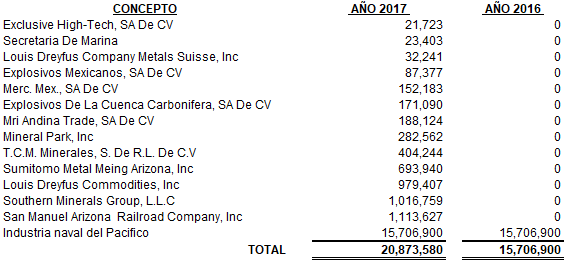 CONCEPTO AÑO 2017 AÑO 2016
Exclusive High-Tech, SA De CV 21,723 0
Secretaria De Marina 23,403 0
Louis Dreyfus Company Metals Suisse, Inc 32,241 0
Explosivos Mexicanos, SA De CV 87,377 0
Merc. Mex., SA De CV 152,183 0
Explosivos De La Cuenca Carbonifera, SA De CV 171,090 0
Mri Andina Trade, SA De CV 188,124 0
Mineral Park, Inc 282,562 0
T.C.M. Minerales, S. De R.L. De C.V 404,244 0
Sumitomo Metal Meing Arizona, Inc 693,940 0
Louis Dreyfus Commodities, Inc 979,407 0
Southern Minerals Group, L.L.C 1,016,759 0
San Manuel Arizona Railroad Company, Inc 1,113,627 0
Industria naval del Pacifico 15,706,900 15,706,900
TOTAL 20,873,580 15,706,900